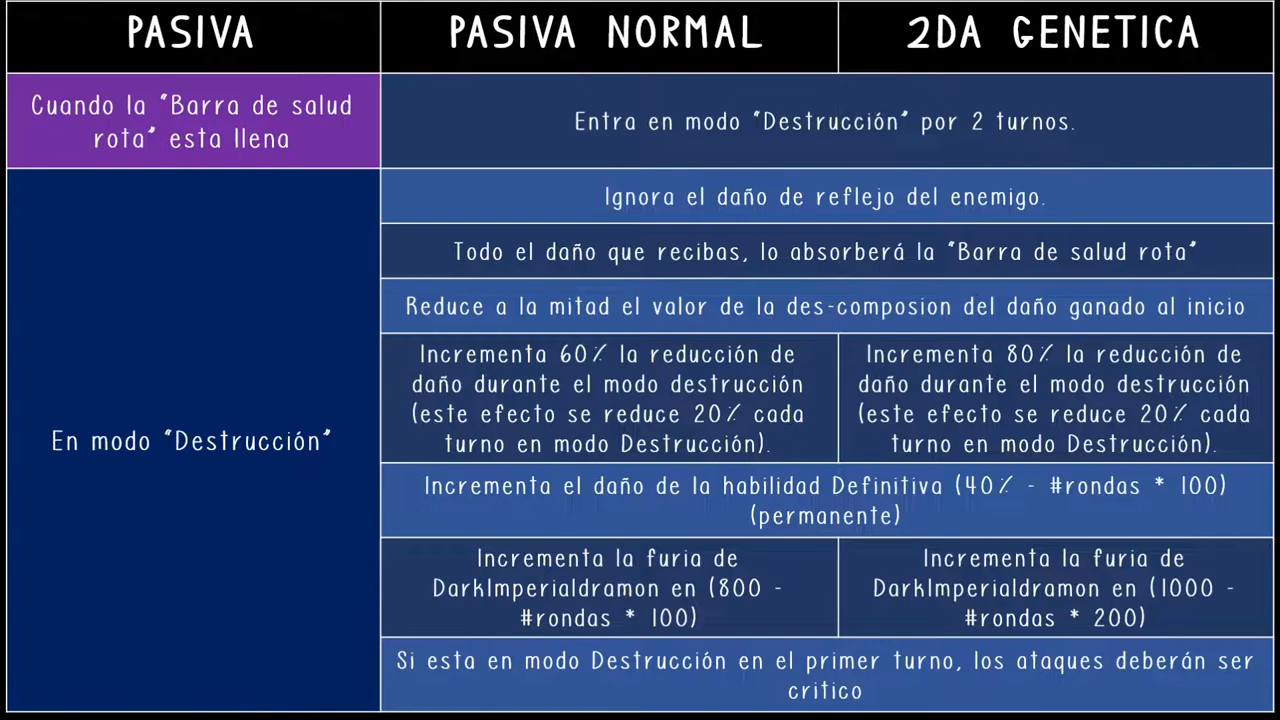 PASIVA
PASIVA NORMAL
2DA GENETICA
Cuando la "Barra de salud
rota" esta llena
Entra en modo "Destrucción" por 2 turnos.
En modo "Destrucción"
Ignora el daño de reflejo del enemigo.
Todo el daño que recibas, lo absorberá la "Barra de salud rota"
Reduce a la mitad el valor de la des-composion del daño ganado al inicio
Incrementa 60% la reducción de
daño durante el modo destrucción
(este efecto se reduce 20% cada
turno en modo Destrucción).
Incrementa 80% la reducción de
daño durante el modo destrucción
(este efecto se reduce 20% cada
turno en modo Destrucción).
Incrementa el daño de la habilidad Definitiva (40% - #rondas * 100)
(permanente)
Incrementa la furia de
DarkImperialdramon en (800 -
#rondas * 100)
Incrementa la furia de
DarkImperialdramon en (1000 -
#rondas * 200)
Si esta en modo Destrucción en el primer turno, los ataques deberán ser
critico